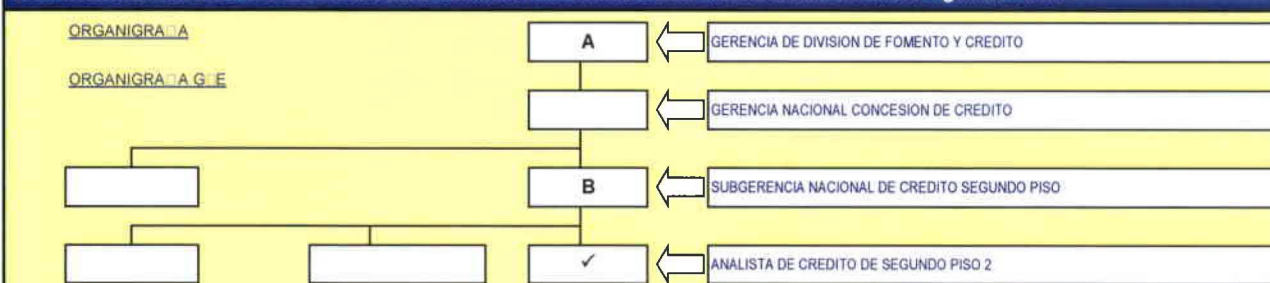 ORGANIGRA□A
A
GERENCIA DE DIVISION DE FOMENTO Y CREDITO
ORGANIGRA□A G□E
GERENCIA NACIONAL CONCESION DE CREDITO
B
SUBGERENCIA NACIONAL DE CREDITO SEGUNDO PISO
✓
ANALISTA DE CREDITO DE SEGUNDO PISO 2